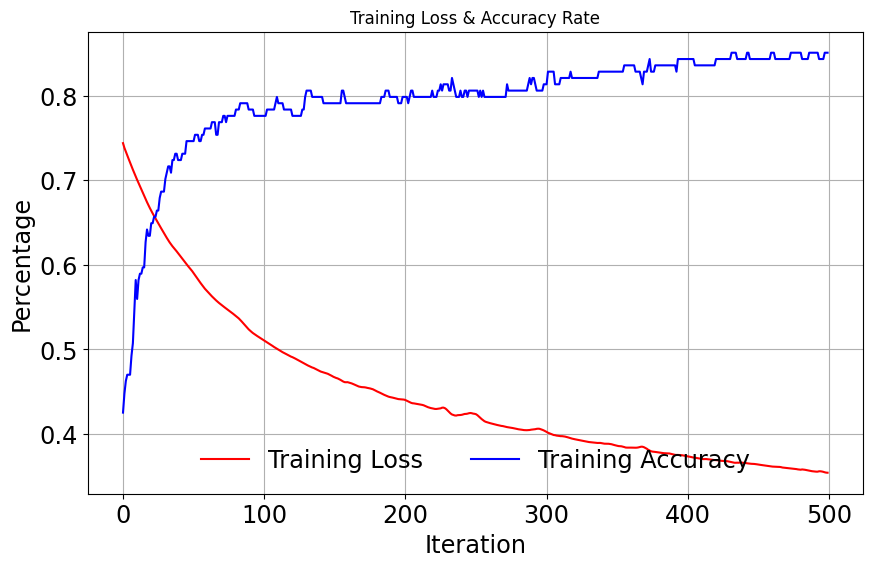 Training Loss & Accuracy Rate
Percentage
0.8
0.7
0.6
0.5
0.4
Training Loss Training Accuracy
0 100 200 300 400 500
Iteration